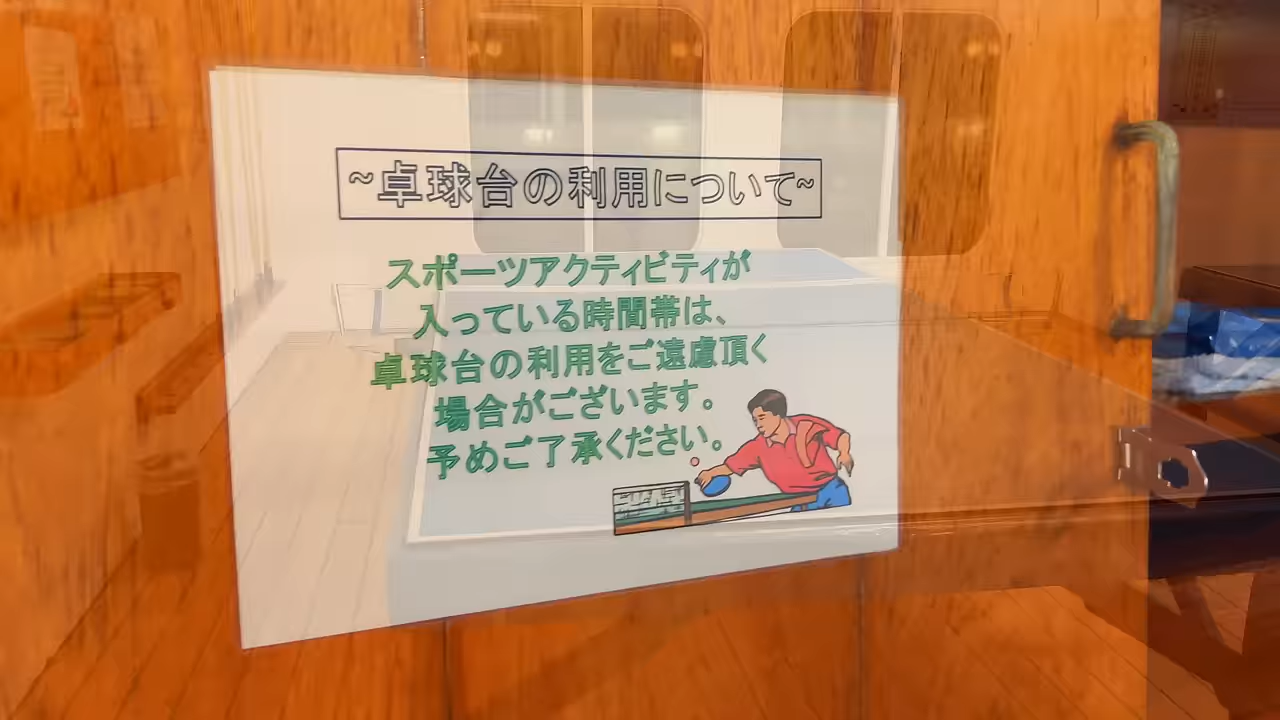 ~卓球台の利用について~
スポーツアクティビティが
入っている時間帯は、
卓球台の利用をご遠慮頂く
場合がございます。
予めご了承ください。